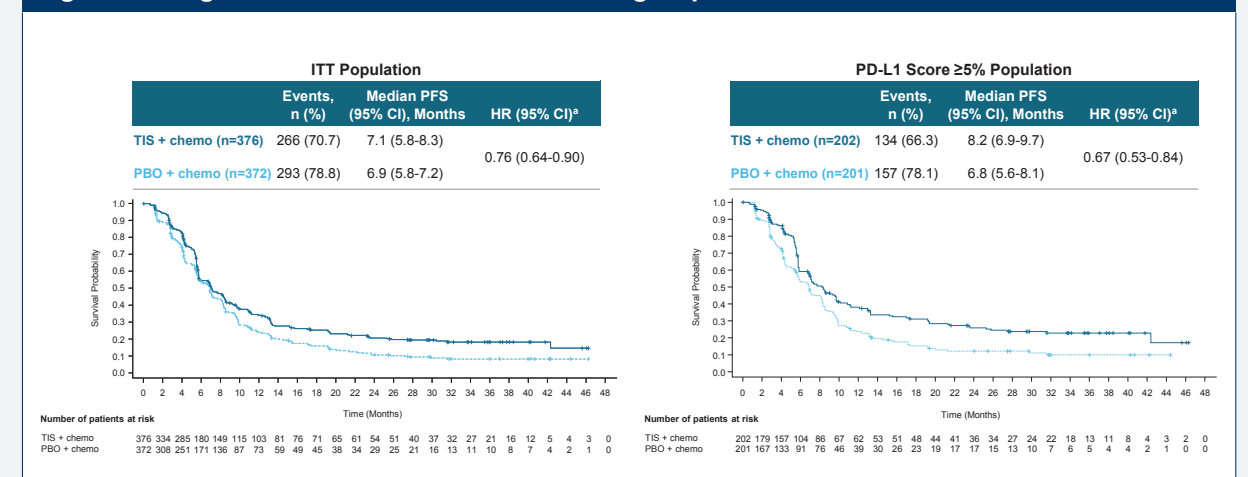 ITT Population
Events, n (%) Median PFS (95% CI), Months HR (95% CI)ᵃ
TIS + chemo (n=376) 266 (70.7) 7.1 (5.8-8.3)
0.76 (0.64-0.90)
PBO + chemo (n=372) 293 (78.8) 6.9 (5.8-7.2)
Survival Probability
1.0
0.9
0.8
0.7
0.6
0.5
0.4
0.3
0.2
0.1
0.0
0 2 4 6 8 10 12 14 16 18 20 22 24 26 28 30 32 34 36 38 40 42 44 46 48
Time (Months)
Number of patients at risk
TIS + chemo 376 334 285 180 149 115 103 81 76 71 65 61 54 51 40 37 32 27 21 16 12 5 4 3 0
PBO + chemo 372 308 251 171 136 87 73 59 49 45 38 34 29 25 21 16 13 11 10 8 7 4 2 1 0
PD-L1 Score ≥5% Population
Events, n (%) Median PFS (95% CI), Months HR (95% CI)ᵃ
TIS + chemo (n=202) 134 (66.3) 8.2 (6.9-9.7)
0.67 (0.53-0.84)
PBO + chemo (n=201) 157 (78.1) 6.8 (5.6-8.1)
Survival Probability
1.0
0.9
0.8
0.7
0.6
0.5
0.4
0.3
0.2
0.1
0.0
0 2 4 6 8 10 12 14 16 18 20 22 24 26 28 30 32 34 36 38 40 42 44 46 48
Time (Months)
Number of patients at risk
TIS + chemo 202 179 157 104 86 67 62 53 51 48 44 41 36 34 27 24 22 18 13 11 8 4 3 2 0
PBO + chemo 201 167 133 91 76 46 39 30 26 23 19 17 17 15 13 10 7 6 5 4 4 2 1 0 0